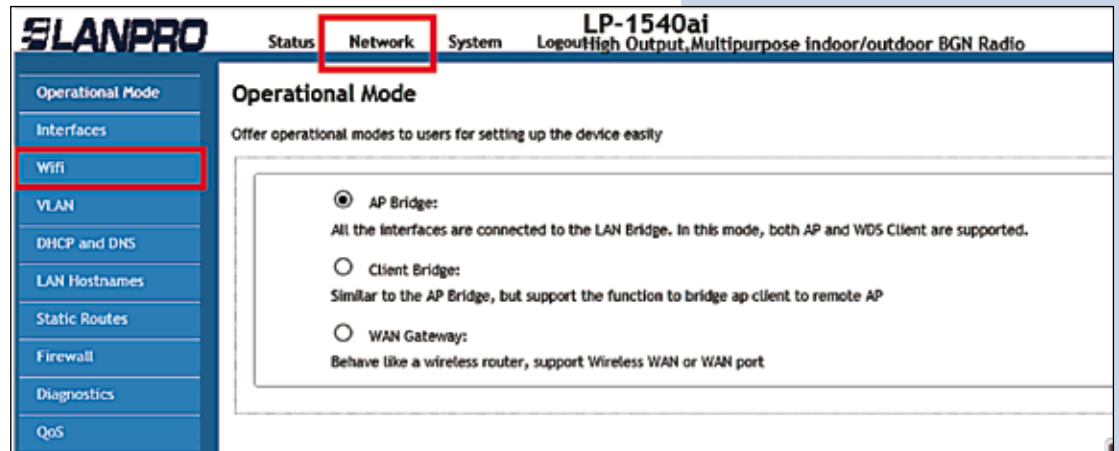 LANPRO
Status Network System Logout
LP-1540ai
High Output,Multipurpose indoor/outdoor BGN Radio
Operational Mode
Interfaces
Wifi
VLAN
DHCP and DNS
LAN Hostnames
Static Routes
Firewall
Diagnostics
QoS
Operational Mode
Offer operational modes to users for setting up the device easily
AP Bridge:
All the interfaces are connected to the LAN Bridge. In this mode, both AP and WDS Client are supported.
Client Bridge:
Similar to the AP Bridge, but support the function to bridge ap client to remote AP
WAN Gateway:
Behave like a wireless router, support Wireless WAN or WAN port